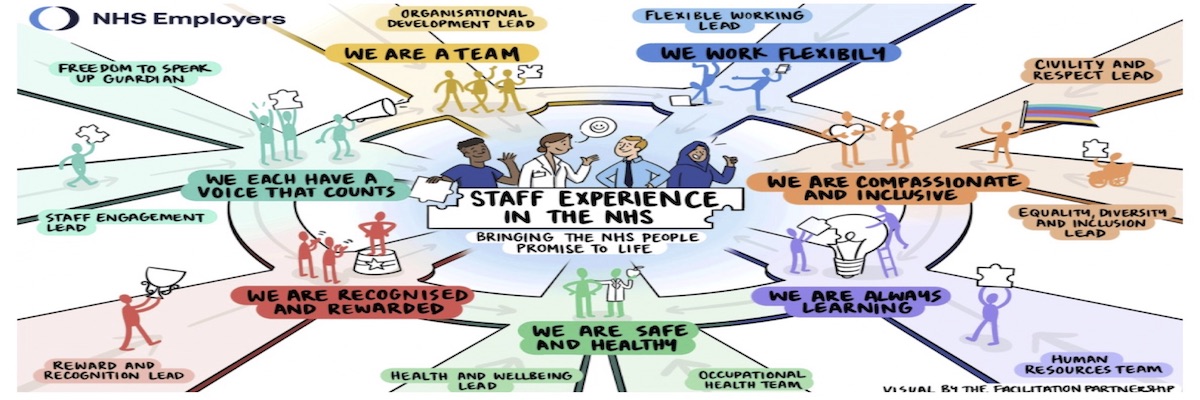 NHS Employers
ORGANISATIONAL
DEVELOPMENT LEAD
WE ARE A TEAM
FLEXIBLE WORKING
LEAD
WE WORK FLEXIBILY
FREEDOM TO SPEAK
UP GUARDIAN
CIVILITY AND
RESPECT LEAD
WE EACH HAVE A
VOICE THAT COUNTS
STAFF ENGAGEMENT
LEAD
STAFF EXPERIENCE
IN THE NHS
BRINGING THE NHS PEOPLE
PROMISE TO LIFE
WE ARE COMPASSIONATE
AND INCLUSIVE
EQUALITY, DIVERSITY
AND INCLUSION
LEAD
WE ARE RECOGNISED
AND REWARDED
REWARD AND
RECOGNITION LEAD
WE ARE SAFE
AND HEALTHY
HEALTH AND WELLBEING
LEAD
OCCUPATIONAL
HEALTH TEAM
WE ARE ALWAYS
LEARNING
HUMAN
RESOURCES TEAM
VISUAL BY THE FACILITATION PARTNERSHIP